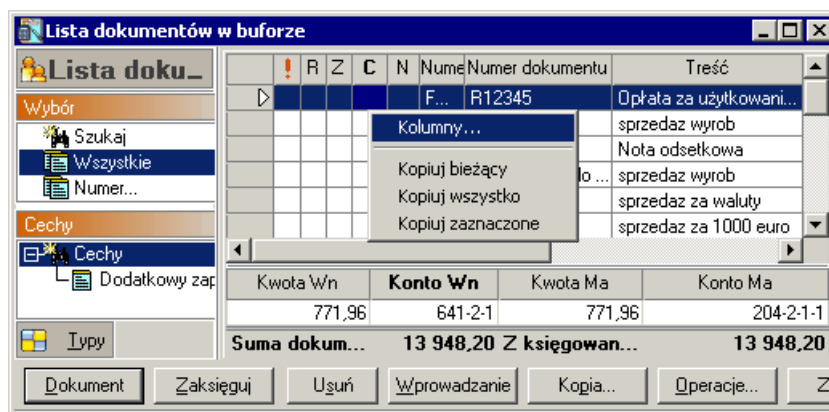 Lista dokumentów w buforze
Lista doku...
! R Z C N Nume Numer dokumentu Treść
Wybór
F... R12345 Opłata za użytkowani...
Szukaj
Kolumny... sprzedaz wyrob
Wszystkie
Nota odsetkowa
Numer...
Kopiuj bieżący lo ... sprzedaz wyrob
Kopiuj wszystko sprzedaz za waluty
Cechy
Kopiuj zaznaczone sprzedaz za 1000 euro
Cechy
Dodatkowy zap
Kwota Wn Konto Wn Kwota Ma Konto Ma
771,96 641-2-1 771,96 204-2-1-1
Typy
Suma dokum... 13 948,20 Z księgowan... 13 948,20
Dokument Zaksięguj Usuń Wprowadzanie Kopia... Operacje... Z